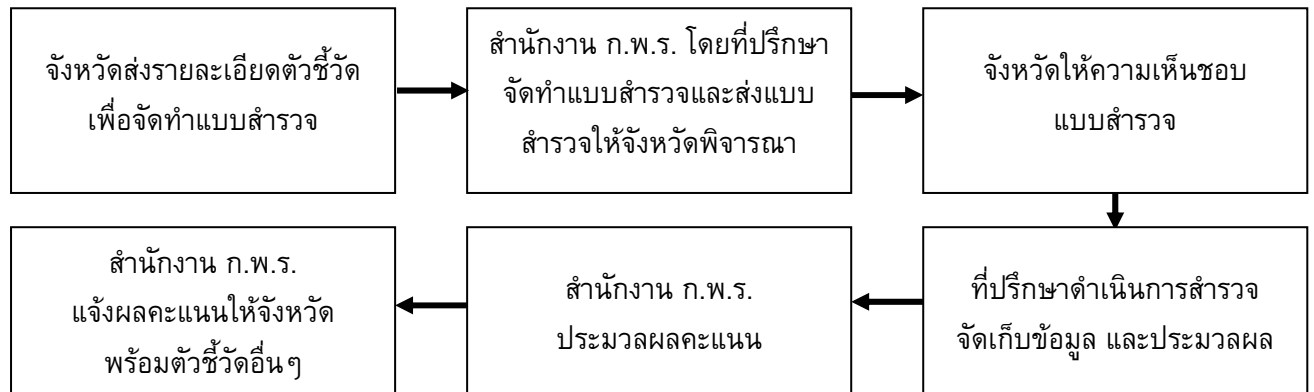 จังหวัดส่งรายละเอียดตัวชี้วัด
เพื่อจัดทำแบบสำรวจ
สำนักงาน ก.พ.ร. โดยที่ปรึกษา
จัดทำแบบสำรวจและส่งแบบ
สำรวจให้จังหวัดพิจารณา
จังหวัดให้ความเห็นชอบ
แบบสำรวจ
ที่ปรึกษาดำเนินการสำรวจ
จัดเก็บข้อมูล และประมวลผล
สำนักงาน ก.พ.ร.
ประมวลผลคะแนน
สำนักงาน ก.พ.ร.
แจ้งผลคะแนนให้จังหวัด
พร้อมตัวชี้วัดอื่นๆ